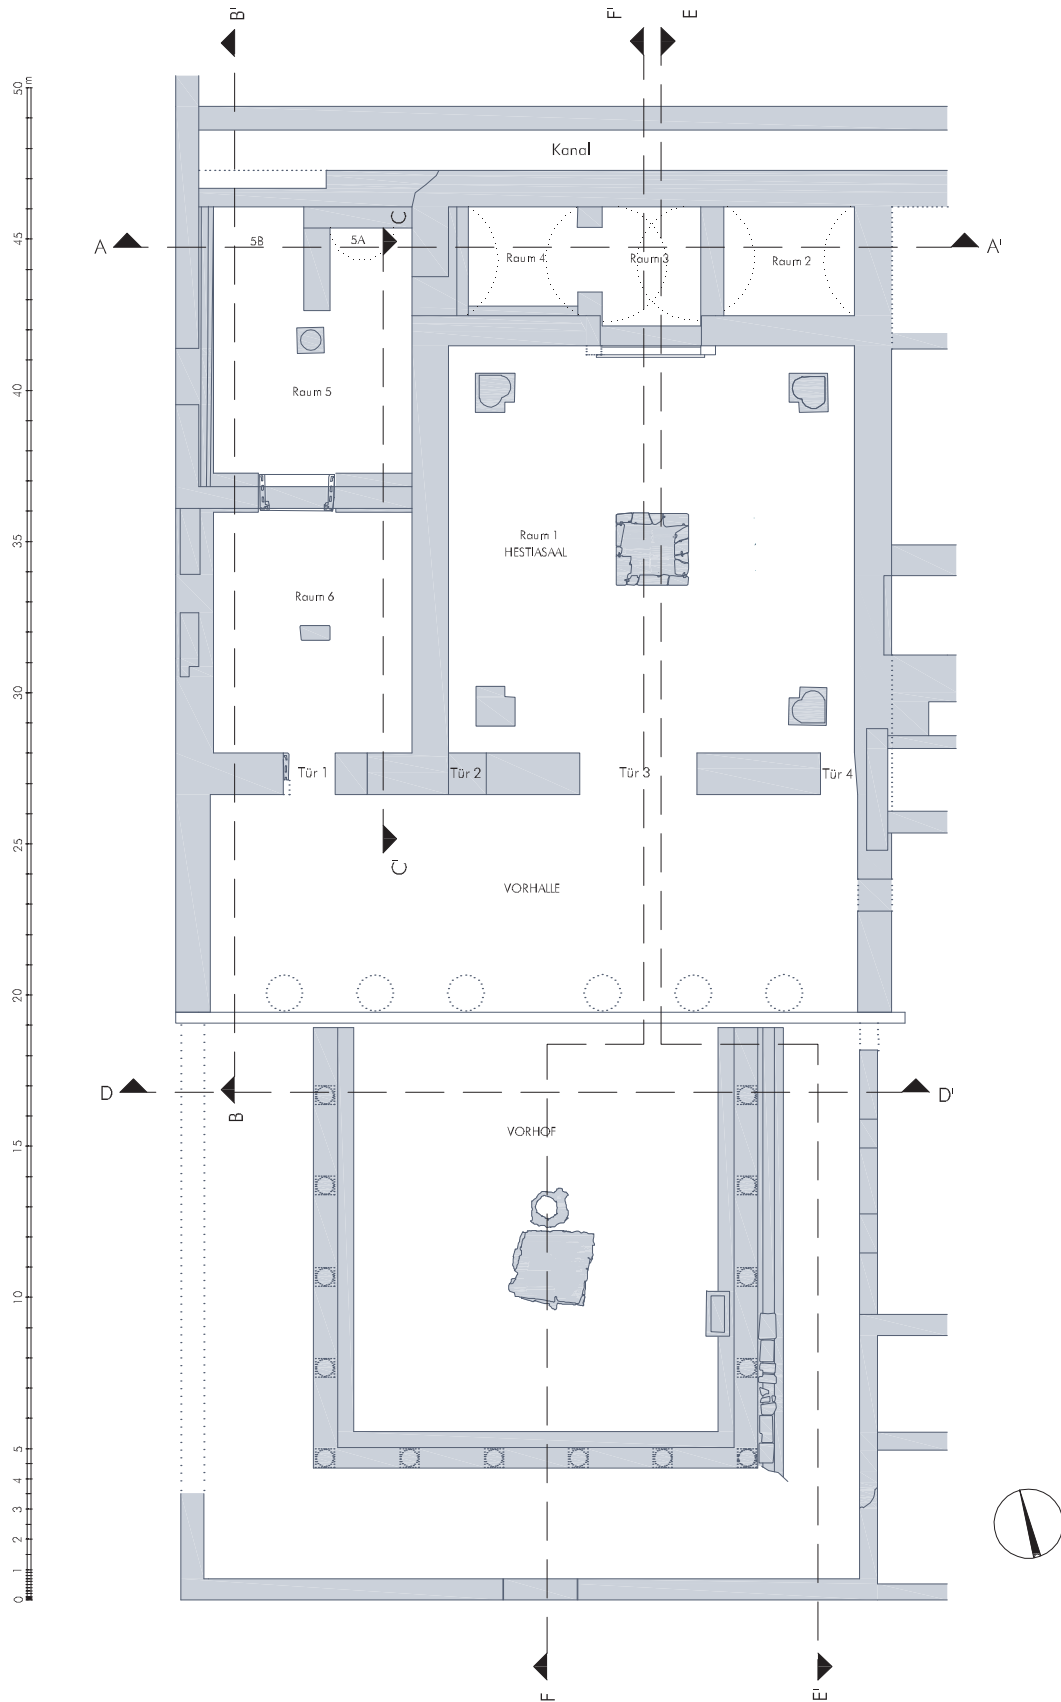 B'
F'
E
50
m
Kanal
C
A
5B
5A
Raum 4
Raum 3
Raum 2
A'
45
40
Raum 5
35
Raum 1
HESTIASAAL
Raum 6
30
Tür 1
Tür 2
Tür 3
Tür 4
25
C'
VORHALLE
20
D
D'
B
VORHOF
15
10
5
4
3
2
1
0
F
E'